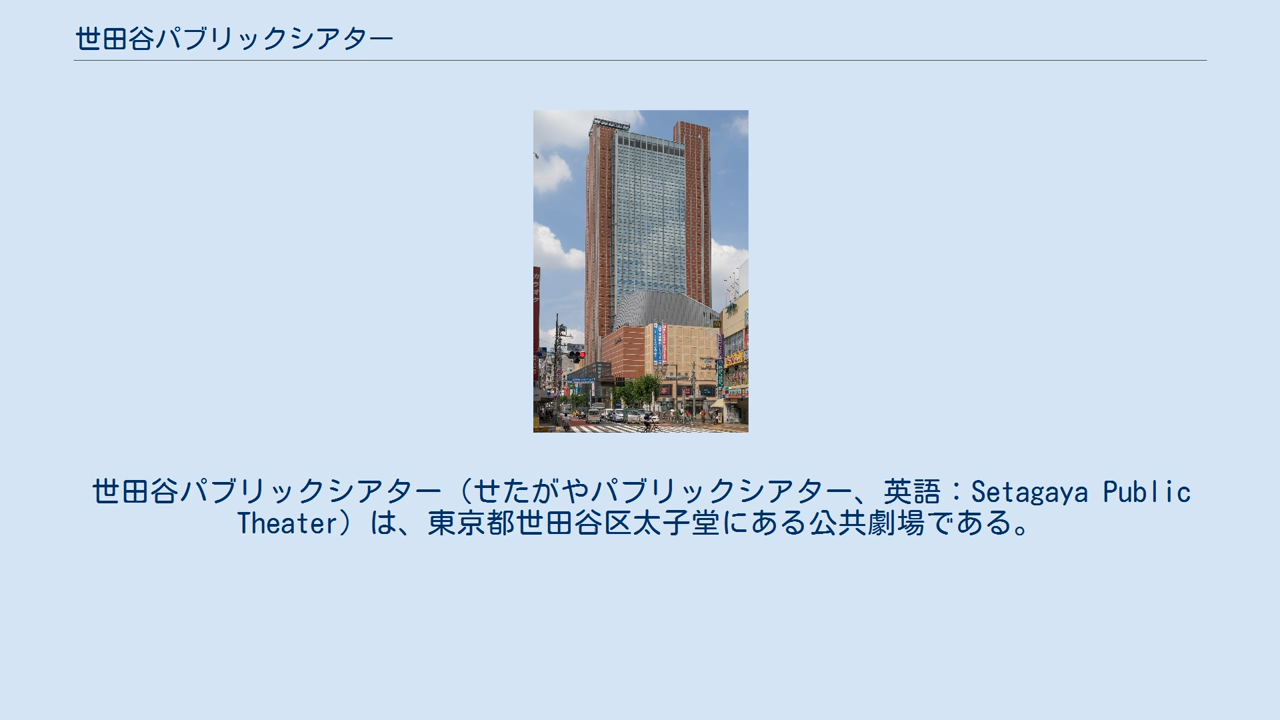 世田谷パブリックシアター
世田谷パブリックシアター（せたがやパブリックシアター、英語：Setagaya Public
Theater）は、東京都世田谷区太子堂にある公共劇場である。